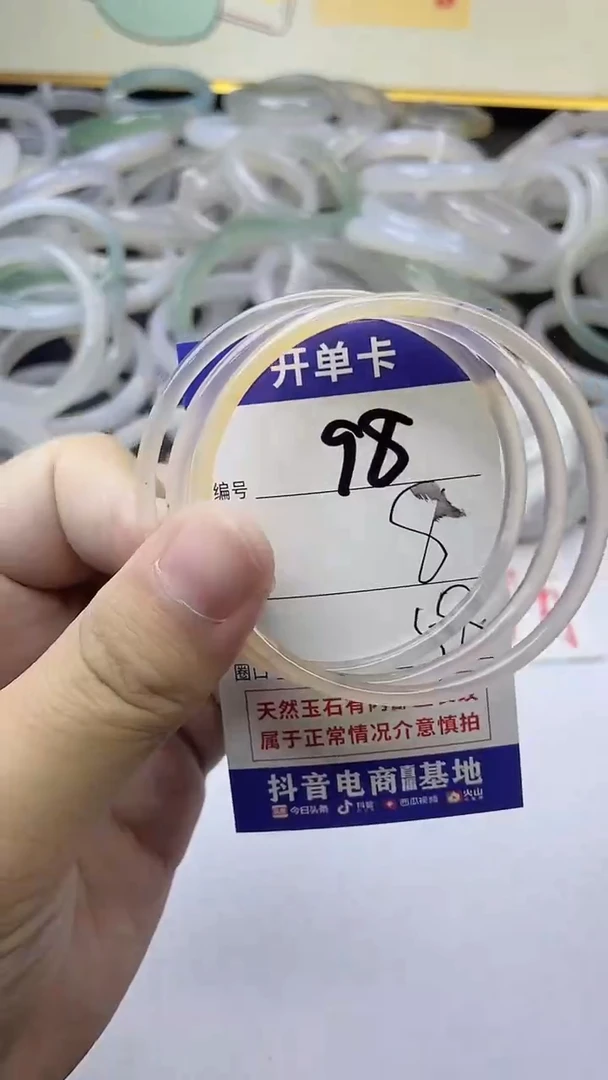 开单卡
98
编号
8
天然玉石有
属于正常情况介意慎拍
抖音电商直播基地
今日头条 抖音 西瓜视频 火山